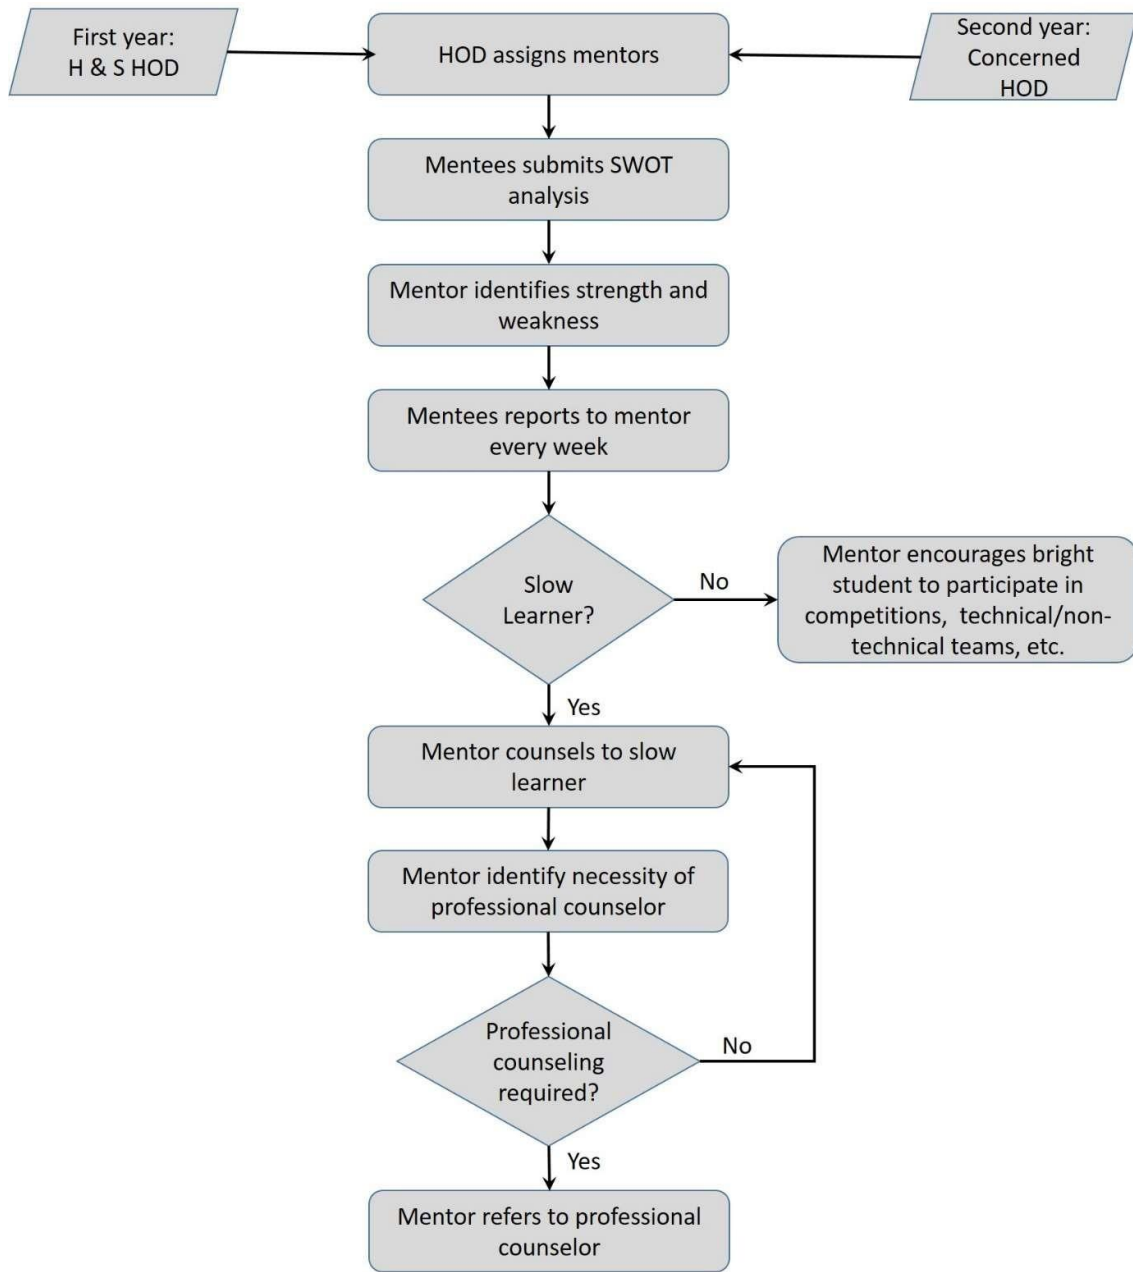 First year:
H & S HOD
HOD assigns mentors
Second year:
Concerned
HOD
Mentees submits SWOT
analysis
Mentor identifies strength and
weakness
Mentees reports to mentor
every week
Slow
Learner?
No
Mentor encourages bright
student to participate in
competitions, technical/non-
technical teams, etc.
Yes
Mentor counsels to slow
learner
Mentor identify necessity of
professional counselor
Professional
counseling
required?
No
Yes
Mentor refers to professional
counselor